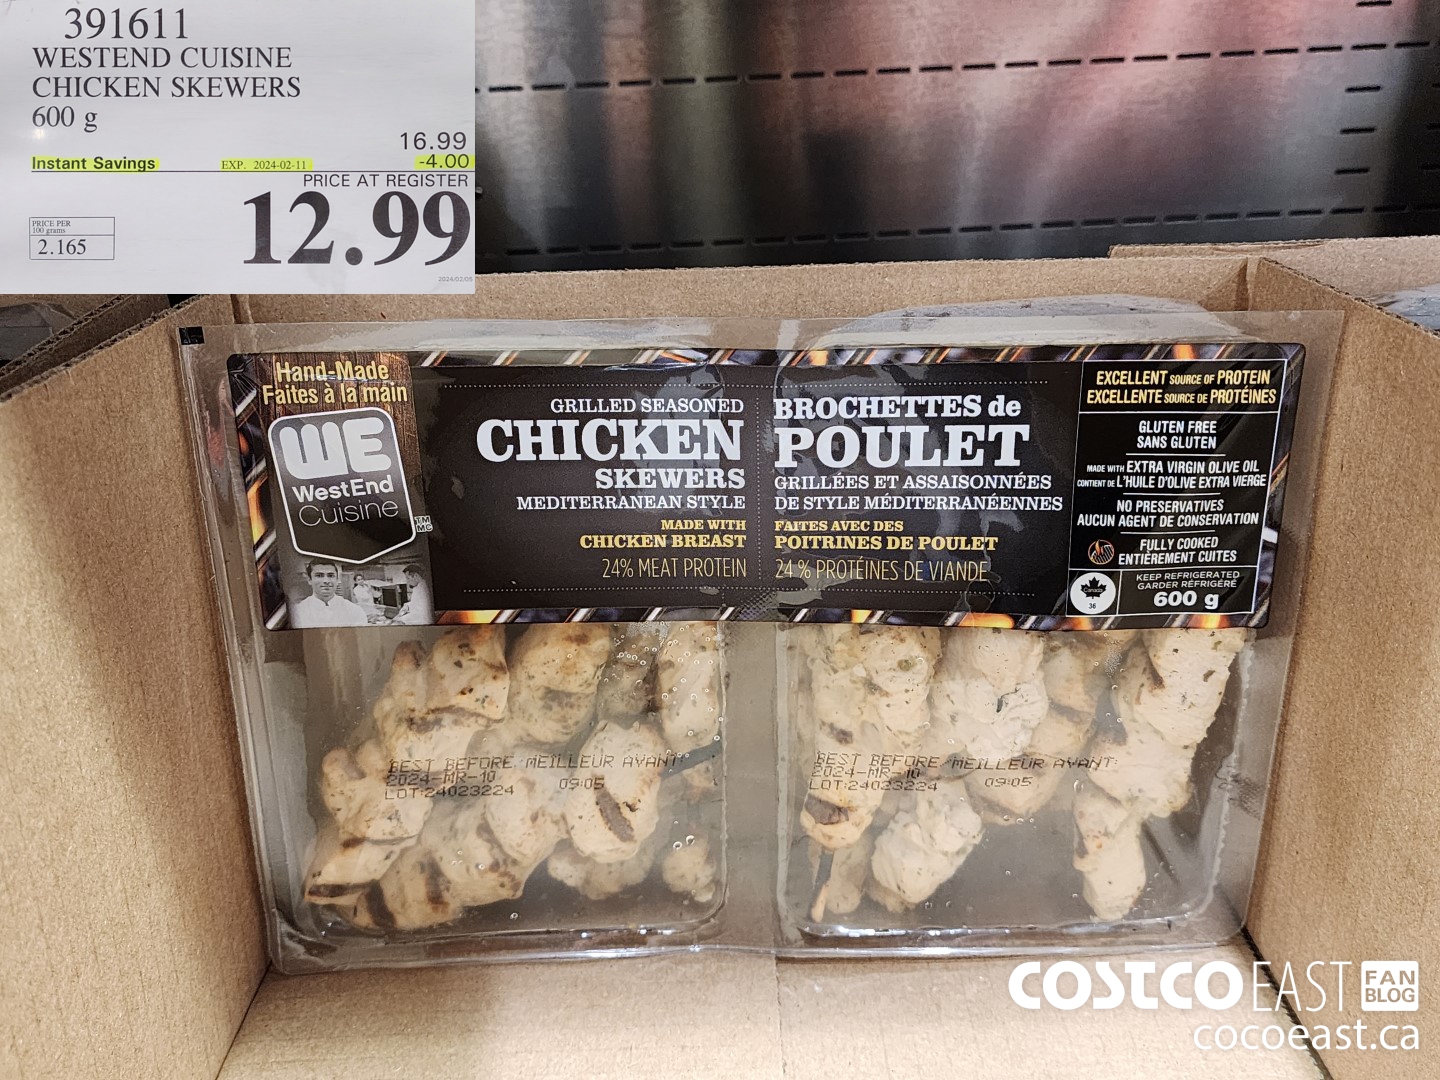 391611
WESTEND CUISINE
CHICKEN SKEWERS
600 g
16.99
Instant Savings EXP. 2024-02-11 -4.00
PRICE AT REGISTER
12.99
PRICE PER
100 grams
2.165
2024/02/05
Hand-Made
Faites à la main
WE
WestEnd
Cuisine
TM
MC
GRILLED SEASONED
CHICKEN
SKEWERS
MEDITERRANEAN STYLE
MADE WITH
CHICKEN BREAST
24% MEAT PROTEIN
BROCHETTES de
POULET
GRILLÉES ET ASSAISONNÉES
DE STYLE MÉDITERRANÉENNES
FAITES AVEC DES
POITRINES DE POULET
24 % PROTÉINES DE VIANDE
EXCELLENT SOURCE OF PROTEIN
EXCELLENTE SOURCE DE PROTÉINES
GLUTEN FREE
SANS GLUTEN
MADE WITH EXTRA VIRGIN OLIVE OIL
CONTIENT DE L'HUILE D'OLIVE EXTRA VIERGE
NO PRESERVATIVES
AUCUN AGENT DE CONSERVATION
FULLY COOKED
ENTIÈREMENT CUITES
Canada
36
KEEP REFRIGERATED
GARDER RÉFRIGÉRÉ
600 g
BEST BEFORE/MEILLEUR AVANT:
2024-MR-10 09:05
LOT:24023224
BEST BEFORE/MEILLEUR AVANT:
2024-MR-10 09:05
LOT:24023224
COSTCO EAST FAN BLOG
cocoeast.ca